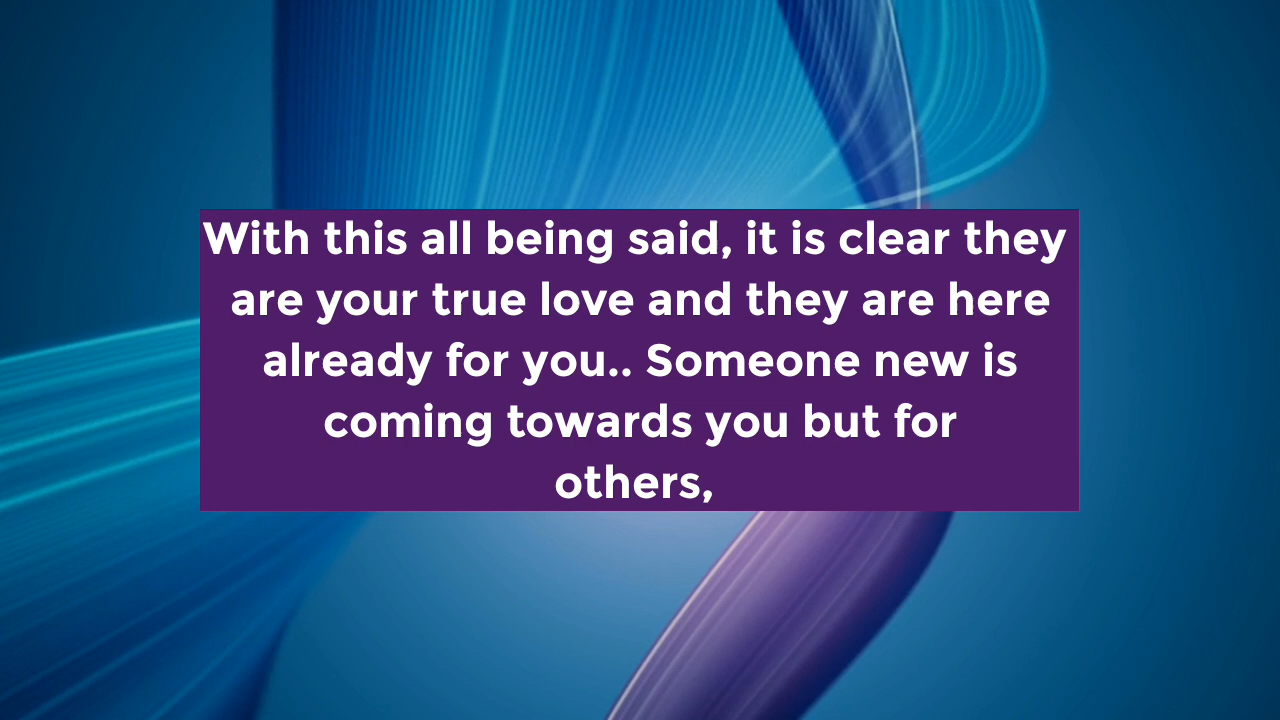 With this all being said, it is clear they
are your true love and they are here
already for you.. Someone new is
coming towards you but for
others,